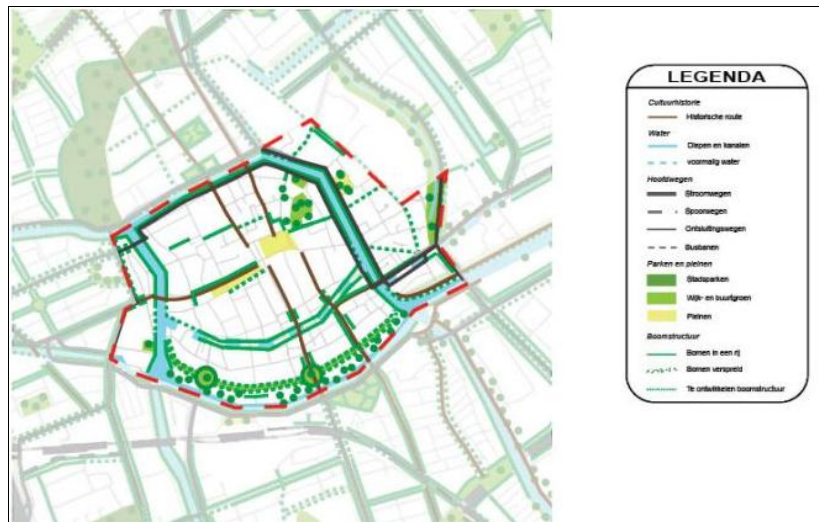 LEGENDA
Cultuurhistorie
Historische route
Water
Diepen en kanalen
voormalig water
Hoofdwegen
Stroomwegen
Spoorwegen
Ontsluitingswegen
Busbanen
Parken en pleinen
Stadsparken
Wijk- en buurtgroen
Pleinen
Boomstructuur
Bomen in een rij
Bomen verspreid
Te ontwikkelen boomstructuur